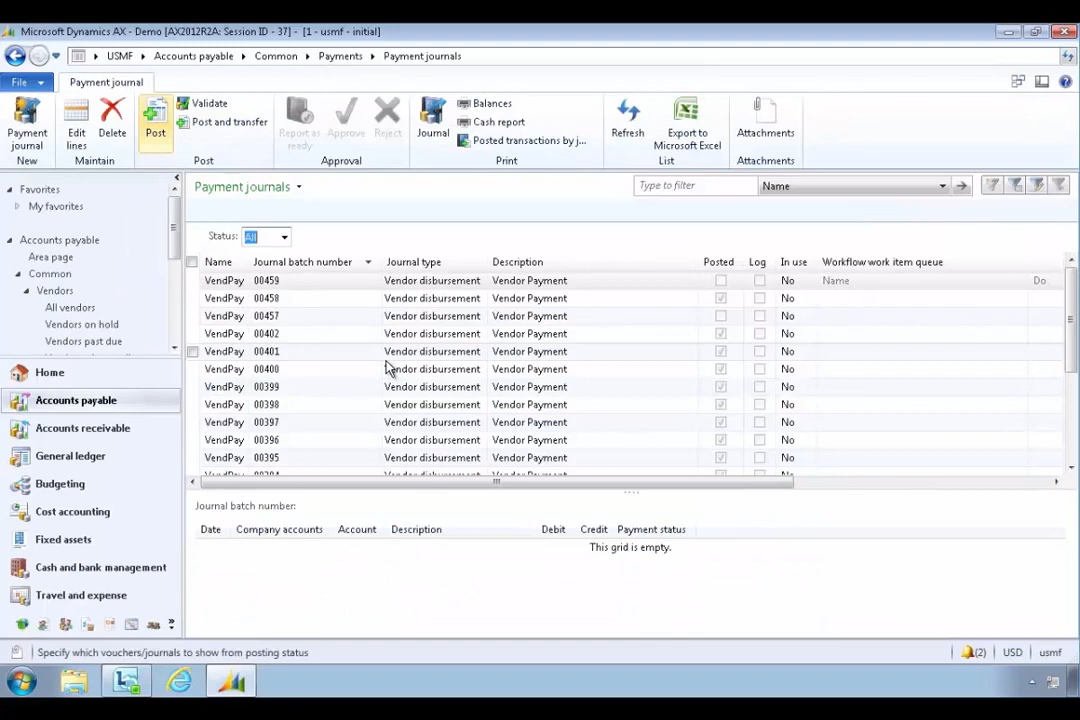 Microsoft Dynamics AX - Demo [AX2012R2A: Session ID - 37] - [1 - usmf - initial]
USMF Accounts payable Common Payments Payment journals
File Payment journal
Payment journal
Edit lines
Delete
Post
Validate
Post and transfer
Report as ready
Approve
Reject
Journal
Balances
Cash report
Posted transactions by j...
Refresh
Export to Microsoft Excel
Attachments
New Maintain Post Approval Print List Attachments
Favorites
My favorites
Accounts payable
Area page
Common
Vendors
All vendors
Vendors on hold
Vendors past due
Home
Accounts payable
Accounts receivable
General ledger
Budgeting
Cost accounting
Fixed assets
Cash and bank management
Travel and expense
Payment journals
Type to filter Name
Status: All
Name Journal batch number Journal type Description Posted Log In use Workflow work item queue
VendPay 00459 Vendor disbursement Vendor Payment No Name Do
VendPay 00458 Vendor disbursement Vendor Payment No
VendPay 00457 Vendor disbursement Vendor Payment No
VendPay 00402 Vendor disbursement Vendor Payment No
VendPay 00401 Vendor disbursement Vendor Payment No
VendPay 00400 Vendor disbursement Vendor Payment No
VendPay 00399 Vendor disbursement Vendor Payment No
VendPay 00398 Vendor disbursement Vendor Payment No
VendPay 00397 Vendor disbursement Vendor Payment No
VendPay 00396 Vendor disbursement Vendor Payment No
VendPay 00395 Vendor disbursement Vendor Payment No
Journal batch number:
Date Company accounts Account Description Debit Credit Payment status
This grid is empty.
Specify which vouchers/journals to show from posting status
(2) USD usmf